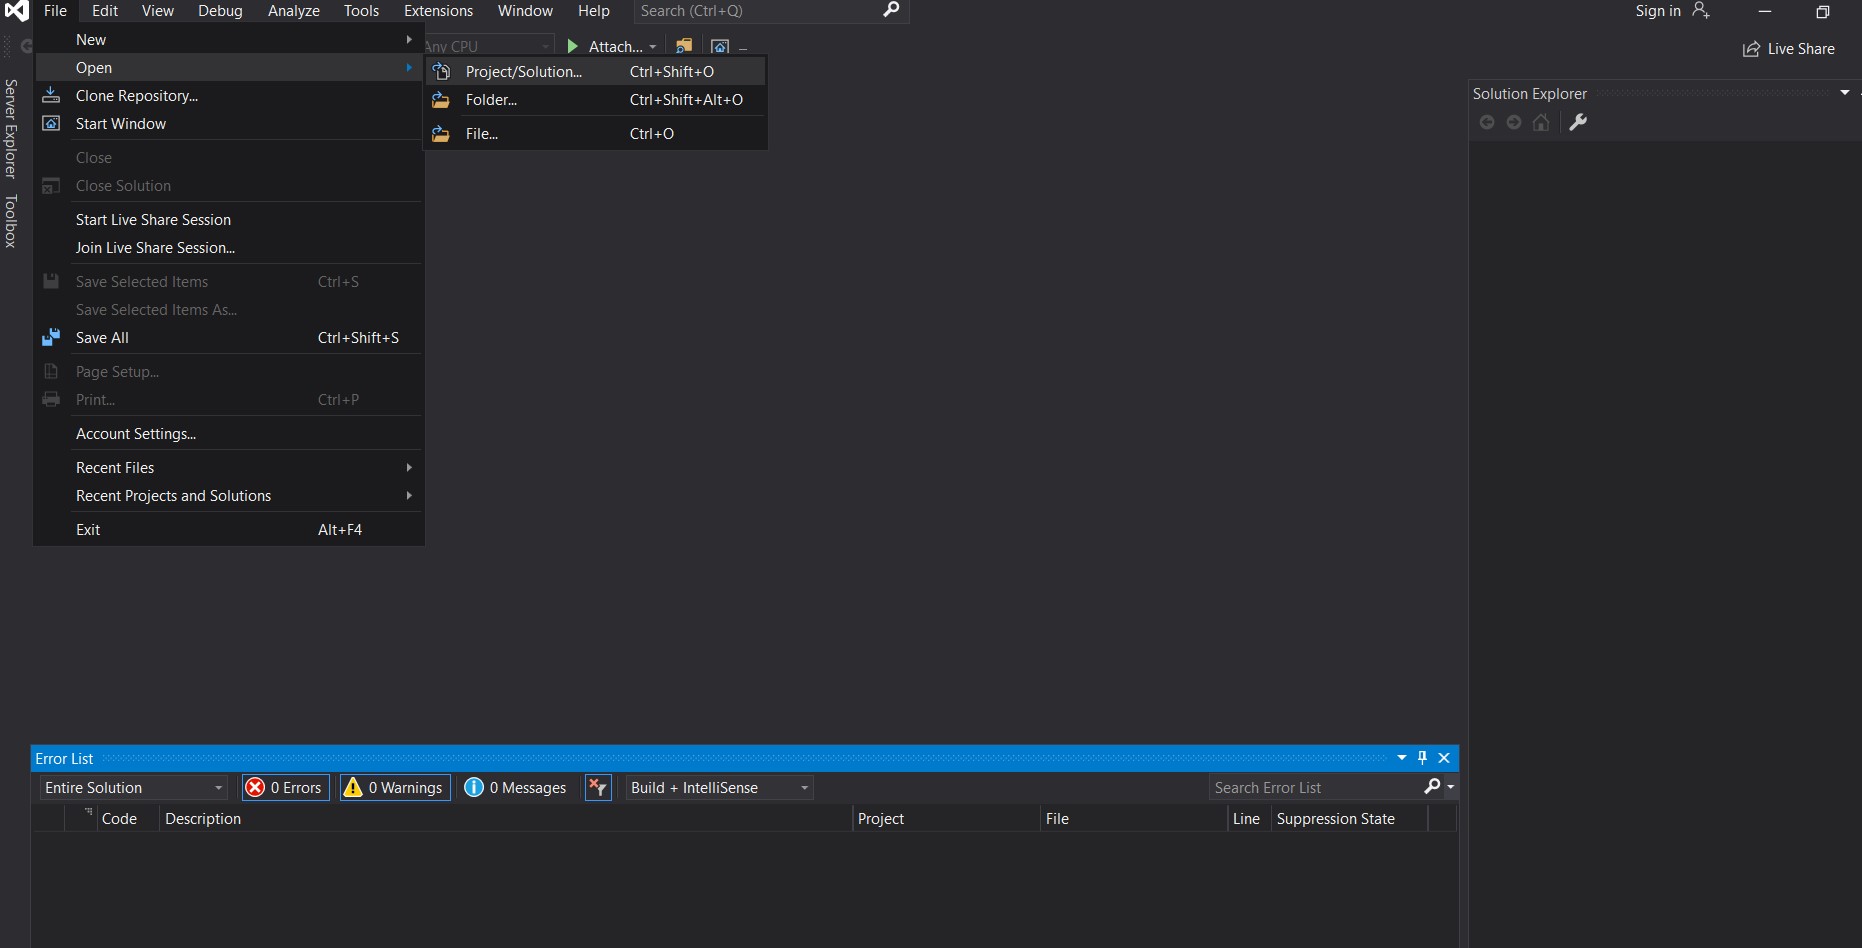 File Edit View Debug Analyze Tools Extensions Window Help Search (Ctrl+Q) Sign in
Any CPU Attach...
Live Share
New
Open
Clone Repository...
Start Window
Close
Close Solution
Start Live Share Session
Join Live Share Session...
Save Selected Items Ctrl+S
Save Selected Items As...
Save All Ctrl+Shift+S
Page Setup...
Print... Ctrl+P
Account Settings...
Recent Files
Recent Projects and Solutions
Exit Alt+F4
Project/Solution... Ctrl+Shift+O
Folder... Ctrl+Shift+Alt+O
File... Ctrl+O
Server Explorer
Toolbox
Solution Explorer
Error List
Entire Solution 0 Errors 0 Warnings 0 Messages Build + IntelliSense Search Error List
Code Description Project File Line Suppression State